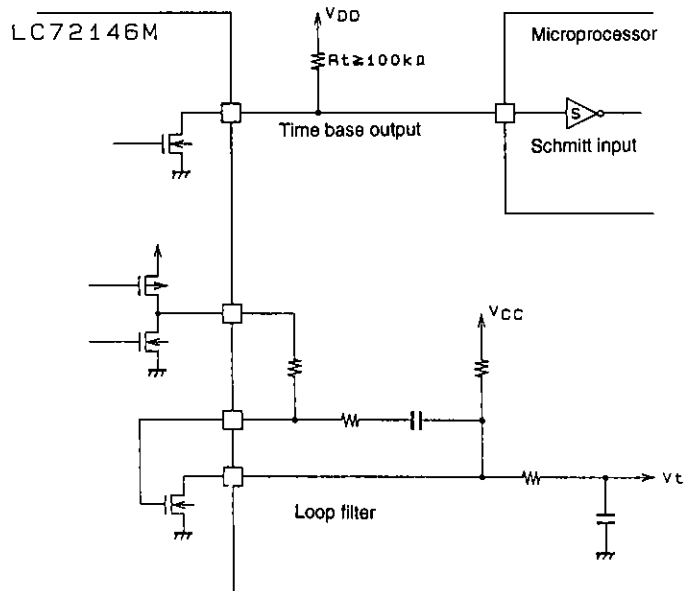 LC72146M
VDD
Rt≥100kΩ
Microprocessor
S
Time base output
Schmitt input
VCC
Vt
Loop filter